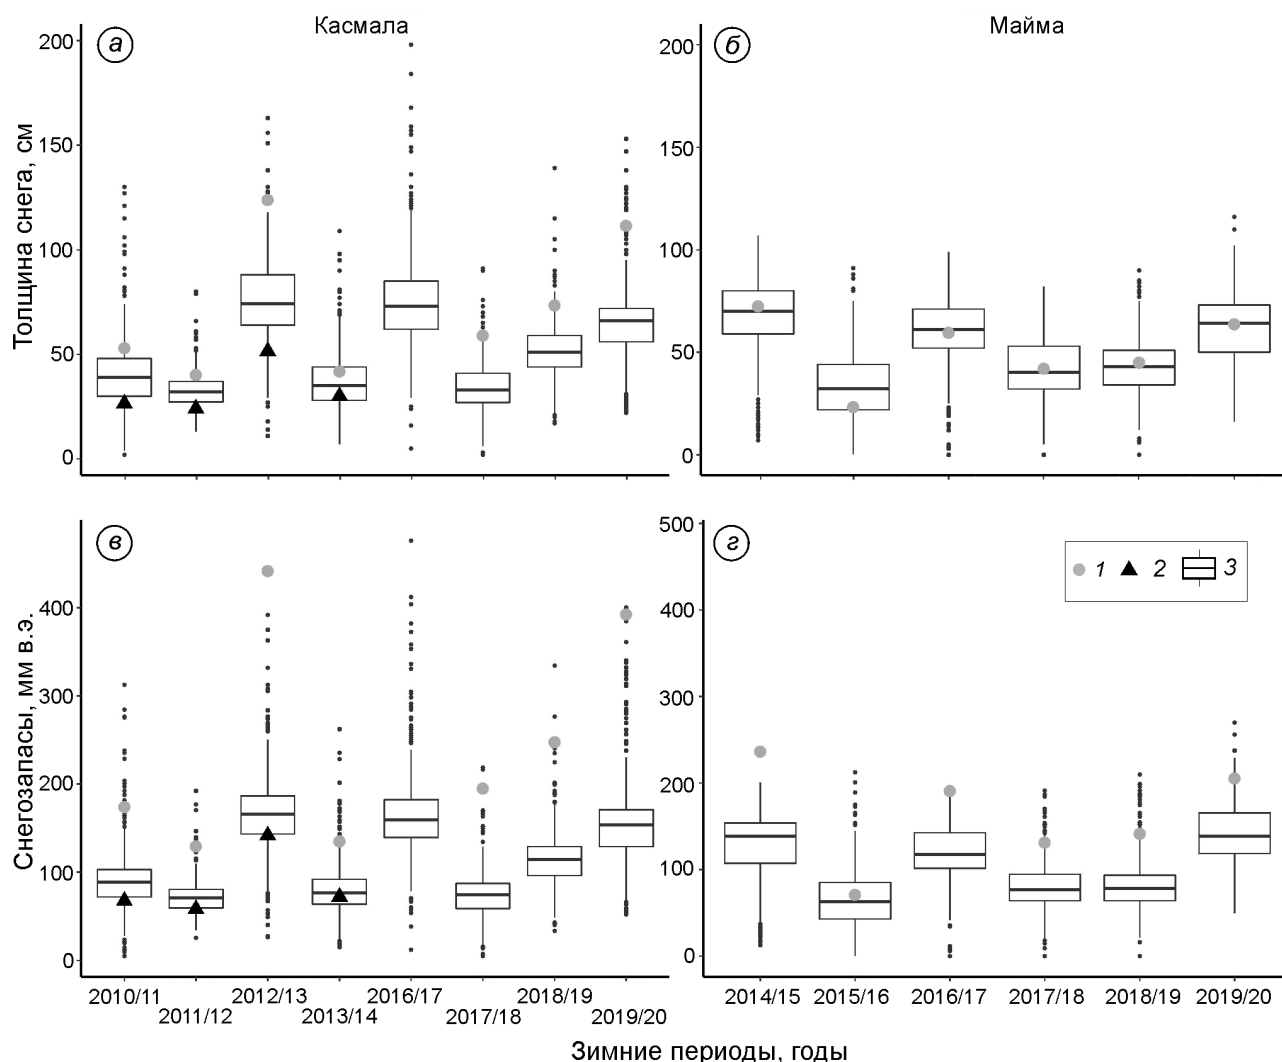 Касмала
Майма
а
б
Толщина снега, см
200
150
100
50
0
200
150
100
50
0
в
г
Снегозапасы, мм в.э.
400
300
200
100
0
500
400
300
200
100
0
1 2 3
2010/11 2012/13 2016/17 2018/19
2011/12 2013/14 2017/18 2019/20
2014/15 2015/16 2016/17 2017/18 2018/19 2019/20
Зимние периоды, годы